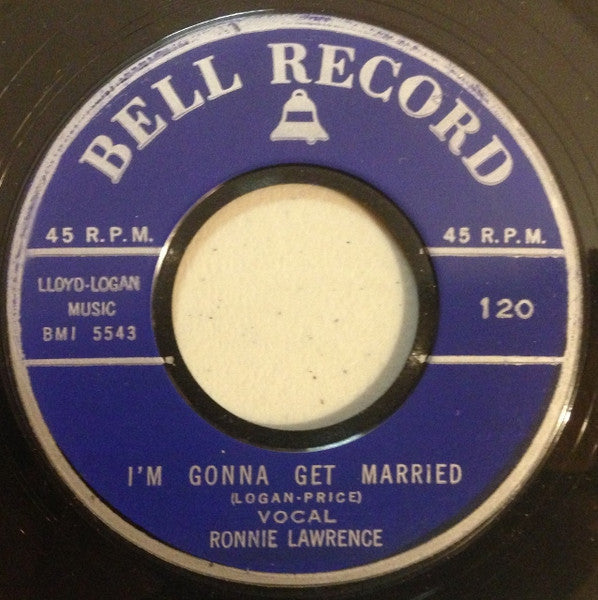 BELL RECORD
45 R.P.M.
45 R.P.M.
LLOYD-LOGAN
MUSIC
BMI 5543
120
I'M GONNA GET MARRIED
(LOGAN-PRICE)
VOCAL
RONNIE LAWRENCE